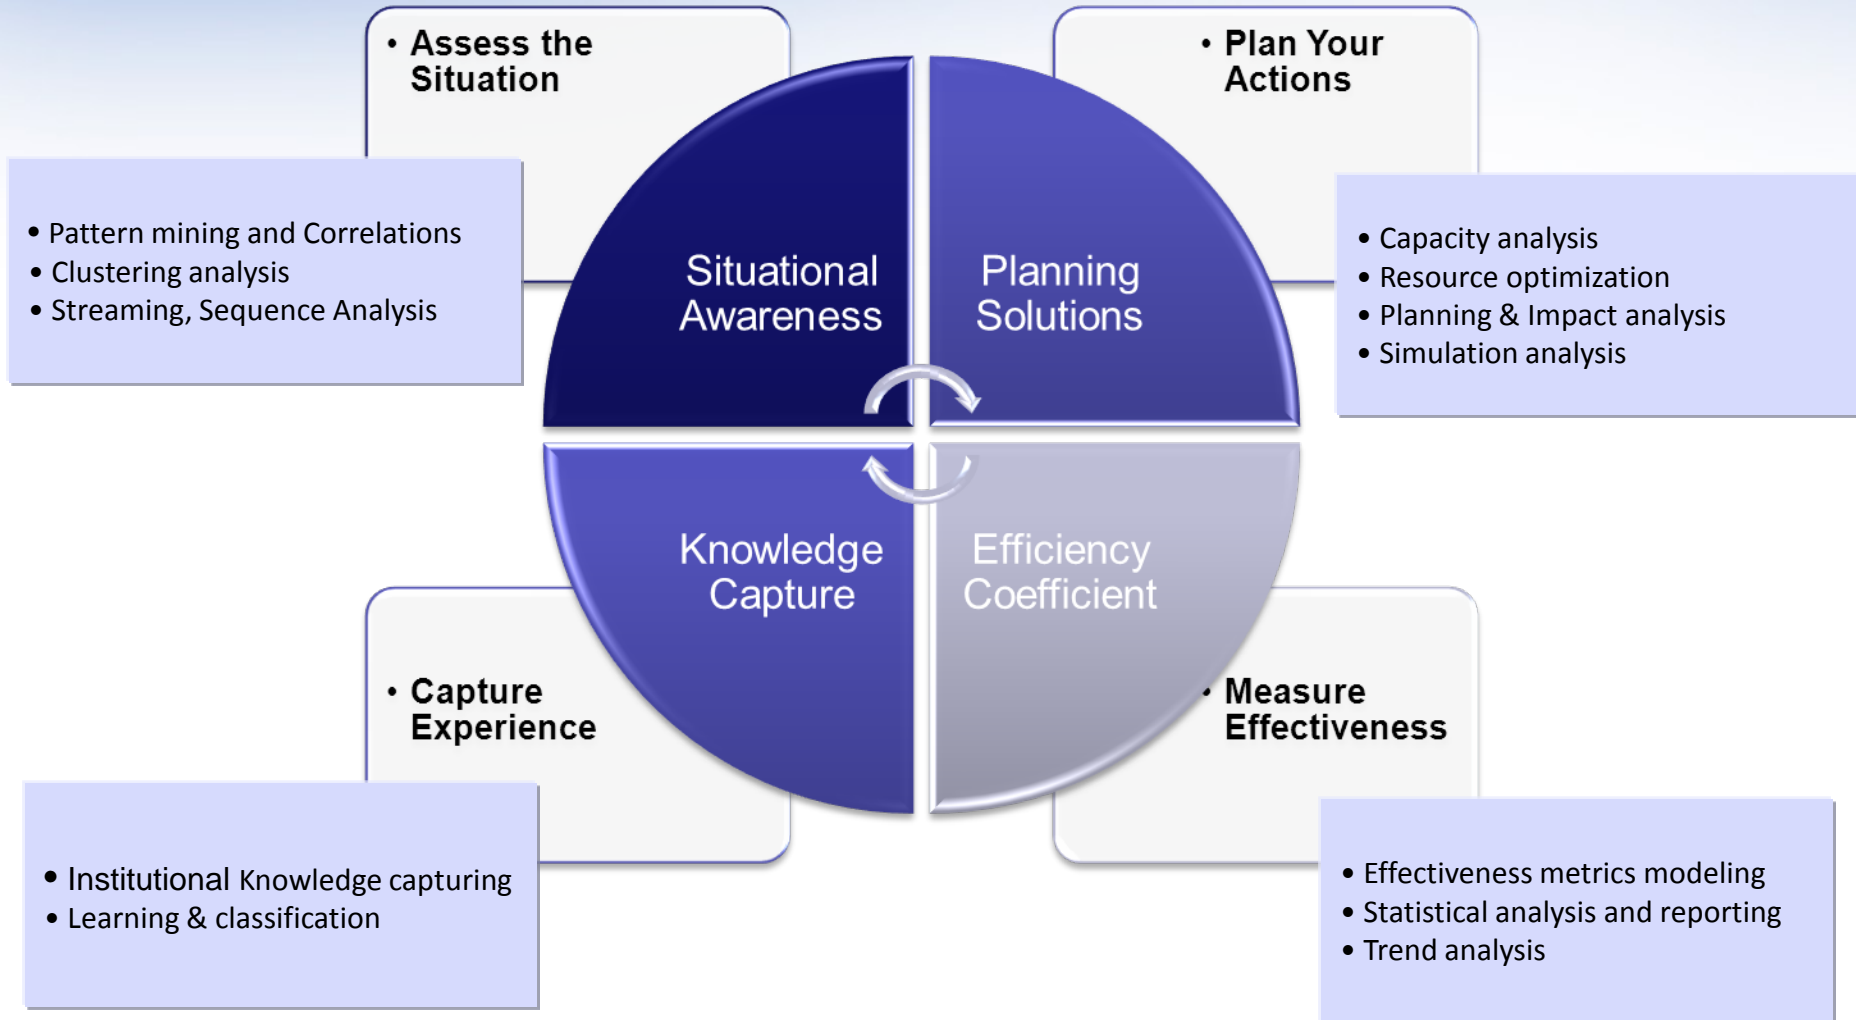 • Assess the
Situation
• Pattern mining and Correlations
• Clustering analysis
• Streaming, Sequence Analysis
Situational
Awareness
• Plan Your
Actions
Planning
Solutions
• Capacity analysis
• Resource optimization
• Planning & Impact analysis
• Simulation analysis
Knowledge
Capture
• Capture
Experience
• Institutional Knowledge capturing
• Learning & classification
Efficiency
Coefficient
• Measure
Effectiveness
• Effectiveness metrics modeling
• Statistical analysis and reporting
• Trend analysis